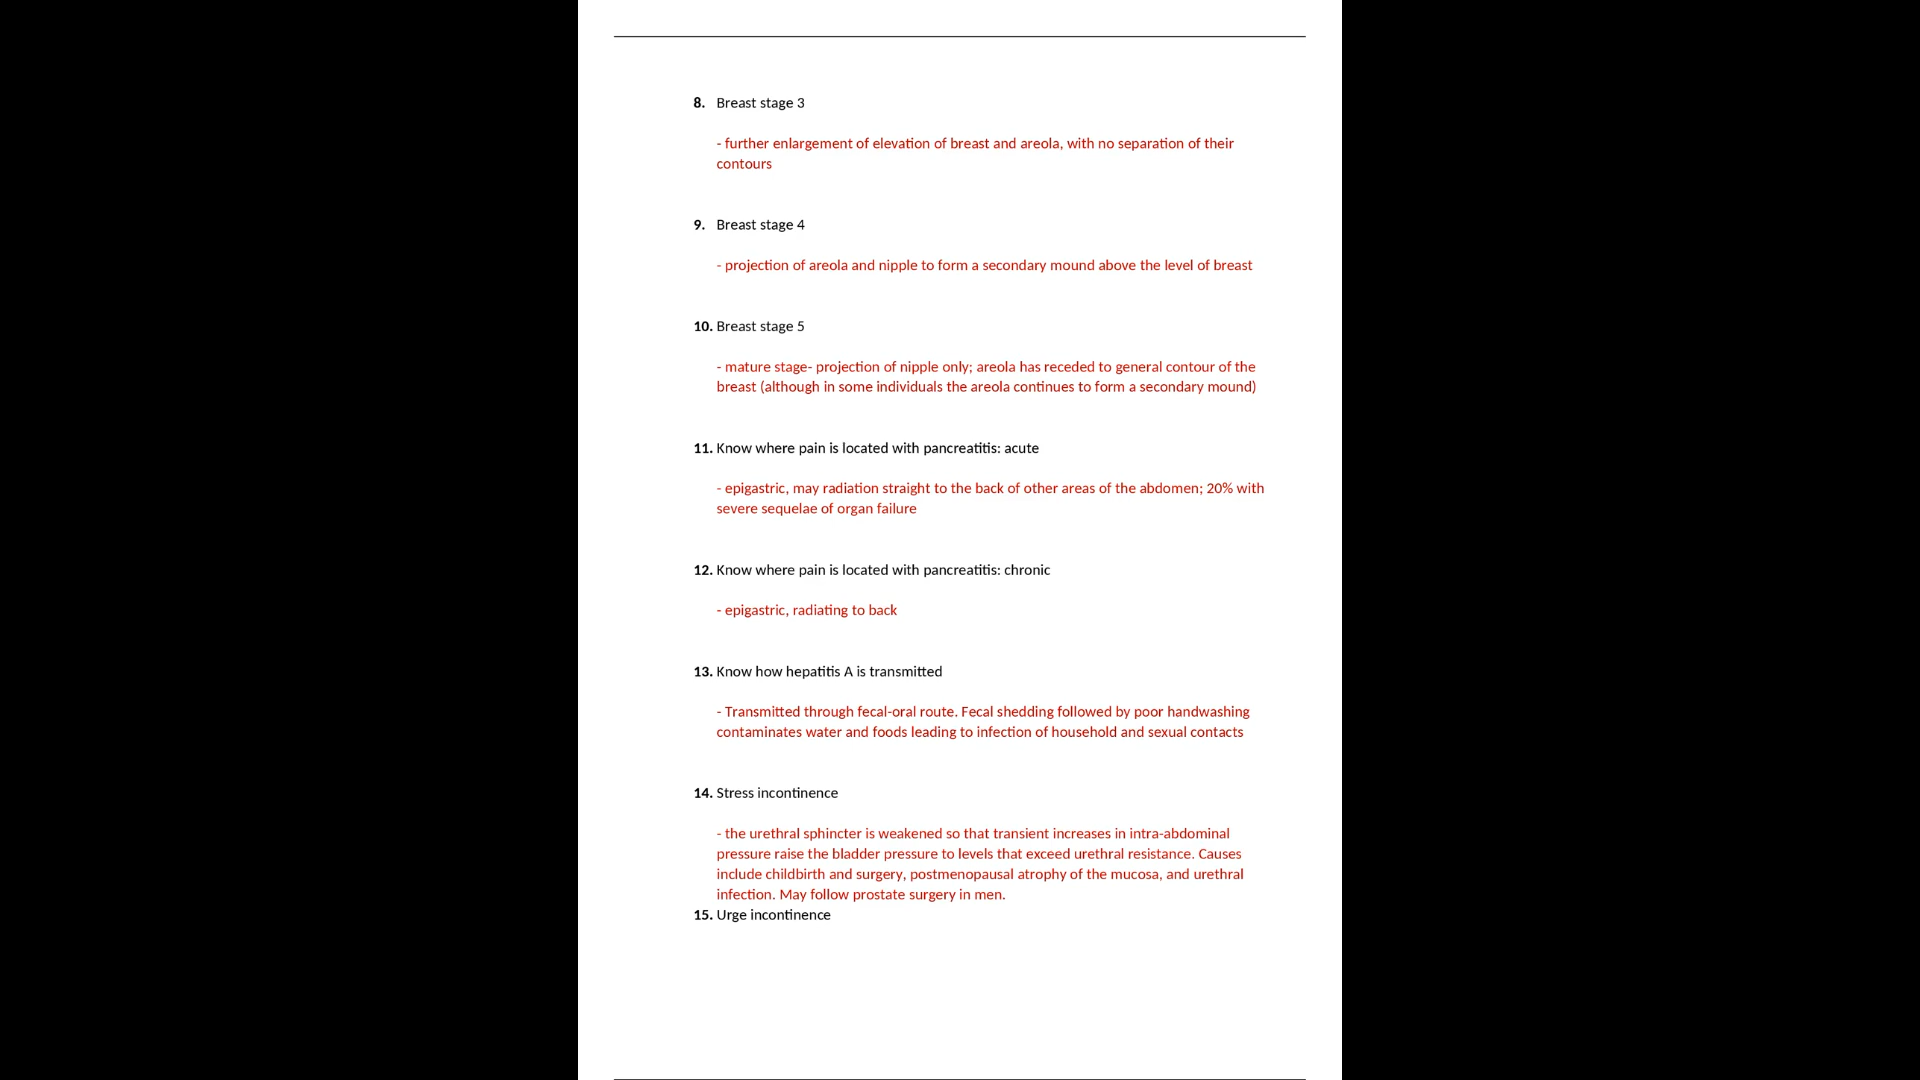 8. Breast stage 3
- further enlargement of elevation of breast and areola, with no separation of their
contours
9. Breast stage 4
- projection of areola and nipple to form a secondary mound above the level of breast
10. Breast stage 5
- mature stage- projection of nipple only; areola has receded to general contour of the
breast (although in some individuals the areola continues to form a secondary mound)
11. Know where pain is located with pancreatitis: acute
- epigastric, may radiation straight to the back of other areas of the abdomen; 20% with
severe sequelae of organ failure
12. Know where pain is located with pancreatitis: chronic
- epigastric, radiating to back
13. Know how hepatitis A is transmitted
- Transmitted through fecal-oral route. Fecal shedding followed by poor handwashing
contaminates water and foods leading to infection of household and sexual contacts
14. Stress incontinence
- the urethral sphincter is weakened so that transient increases in intra-abdominal
pressure raise the bladder pressure to levels that exceed urethral resistance. Causes
include childbirth and surgery, postmenopausal atrophy of the mucosa, and urethral
infection. May follow prostate surgery in men.
15. Urge incontinence